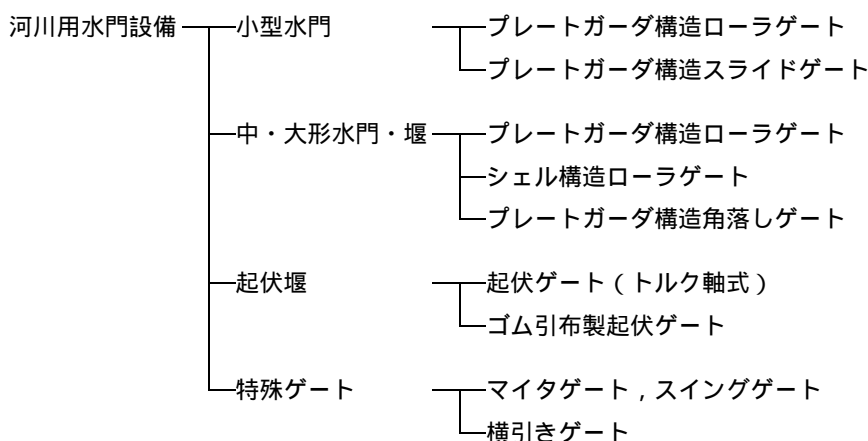 河川用水門設備 小型水門 プレートガーダ構造ローラゲート
プレートガーダ構造スライドゲート
中・大形水門・堰 プレートガーダ構造ローラゲート
シェル構造ローラゲート
プレートガーダ構造角落しゲート
起伏堰 起伏ゲート(トルク軸式)
ゴム引布製起伏ゲート
特殊ゲート マイタゲート,スイングゲート
横引きゲート